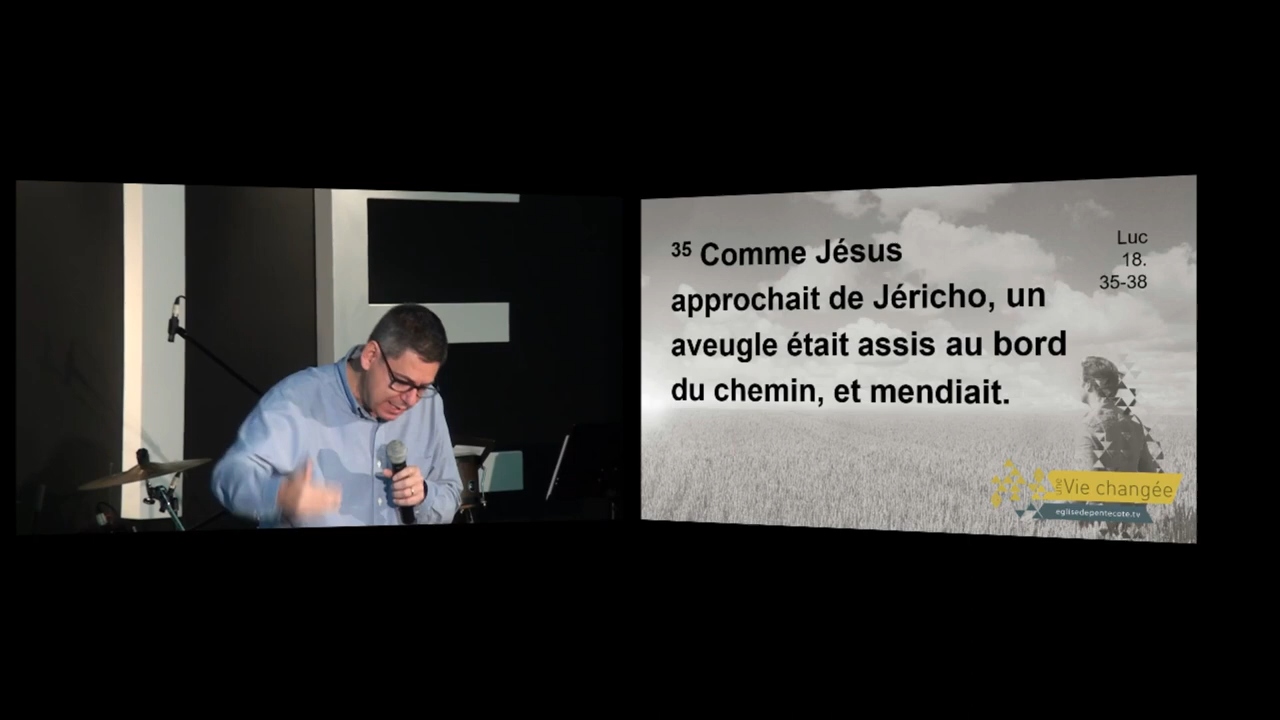 35 Comme Jésus
approchait de Jéricho, un
aveugle était assis au bord
du chemin, et mendiait.
Luc
18.
35-38
une Vie changée
eglisedepentecote.tv